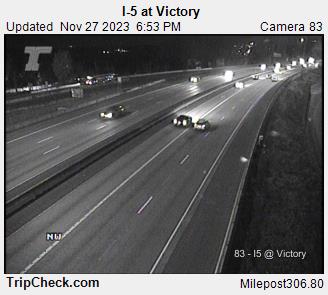 I-5 at Victory
Updated Nov 27 2023 6:53 PM Camera 83
T
NW
83 - I5 @ Victory
TripCheck.com Milepost306.80